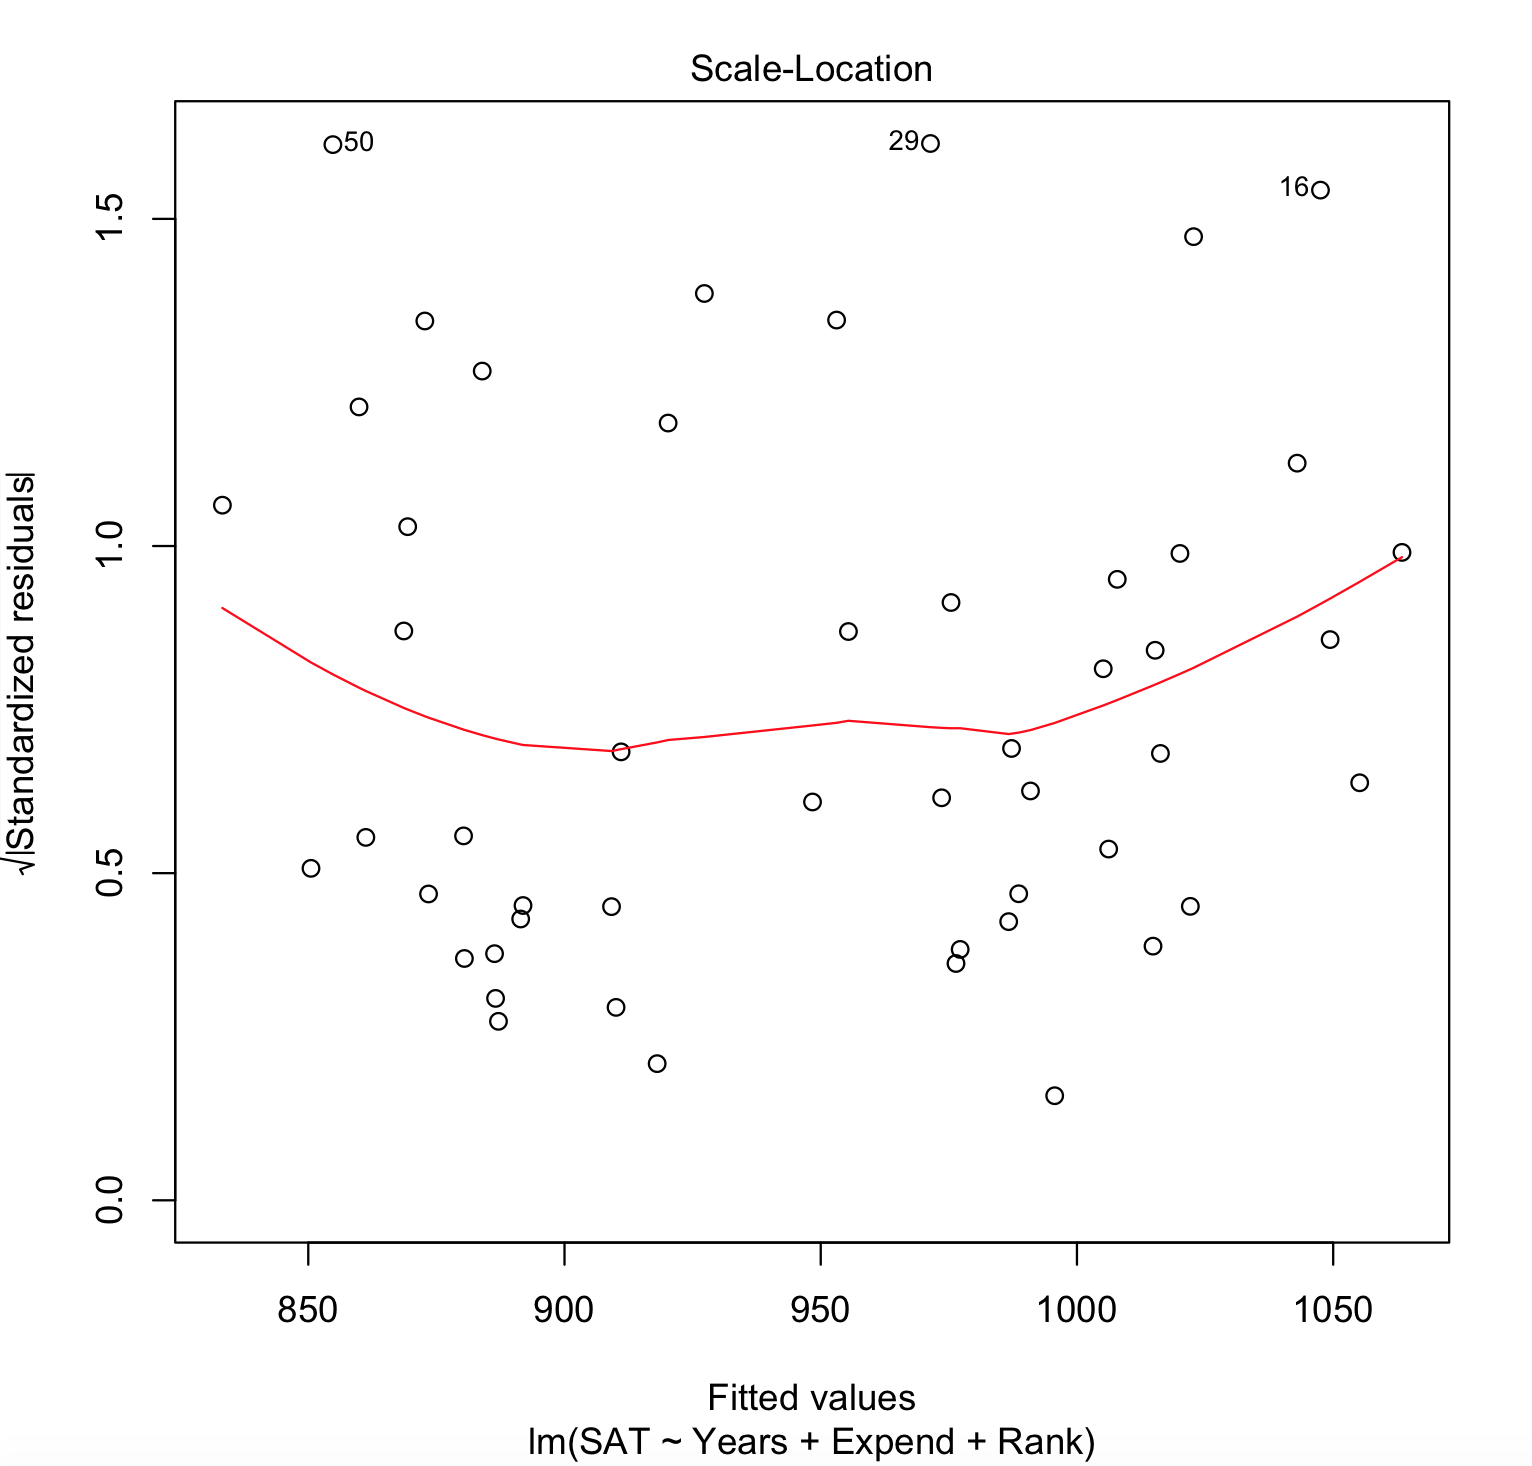 Scale-Location
50
29
16
√|Standardized residuals|
1.5
1.0
0.5
0.0
850 900 950 1000 1050
Fitted values
lm(SAT ~ Years + Expend + Rank)